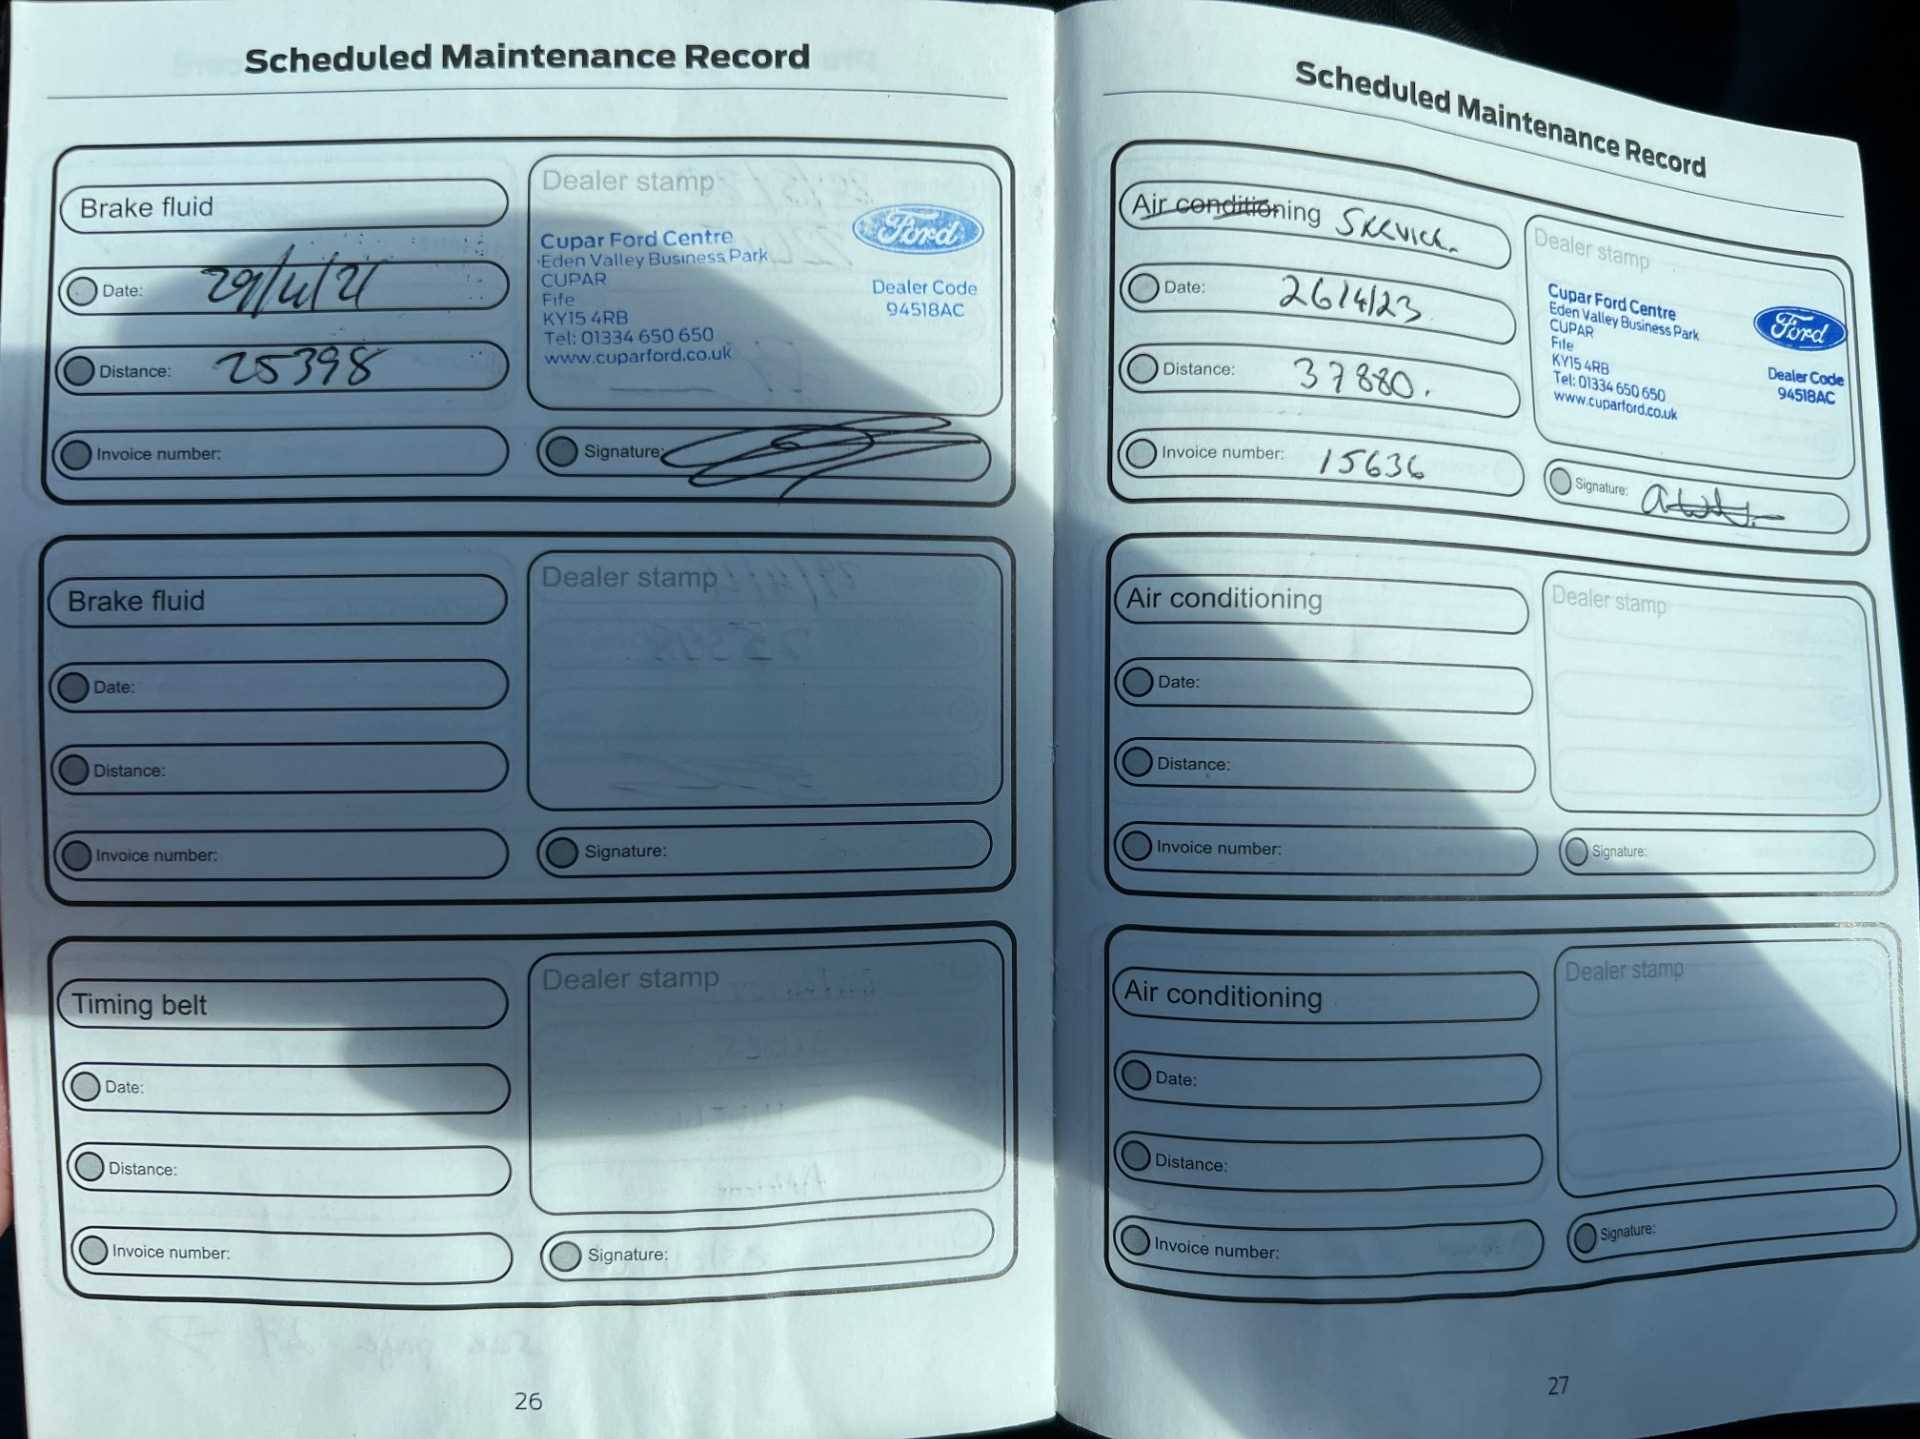 Scheduled Maintenance Record
Brake fluid
Date: 29/4/21
Distance: 25398
Invoice number:
Dealer stamp
Cupar Ford Centre
Eden Valley Business Park
CUPAR
Fife
KY15 4RB
Tel: 01334 650 650
www.cuparford.co.uk
Ford
Dealer Code
94518AC
Signature:
Brake fluid
Date:
Distance:
Invoice number:
Dealer stamp
Signature:
Timing belt
Date:
Distance:
Invoice number:
Dealer stamp
Signature:
26
Scheduled Maintenance Record
Air conditioning Service.
Date: 26/4/23
Distance: 37880.
Invoice number: 15636
Dealer stamp
Cupar Ford Centre
Eden Valley Business Park
CUPAR
Fife
KY15 4RB
Tel: 01334 650 650
www.cuparford.co.uk
Ford
Dealer Code
94518AC
Signature:
Air conditioning
Date:
Distance:
Invoice number:
Dealer stamp
Signature:
Air conditioning
Date:
Distance:
Invoice number:
Dealer stamp
Signature:
27